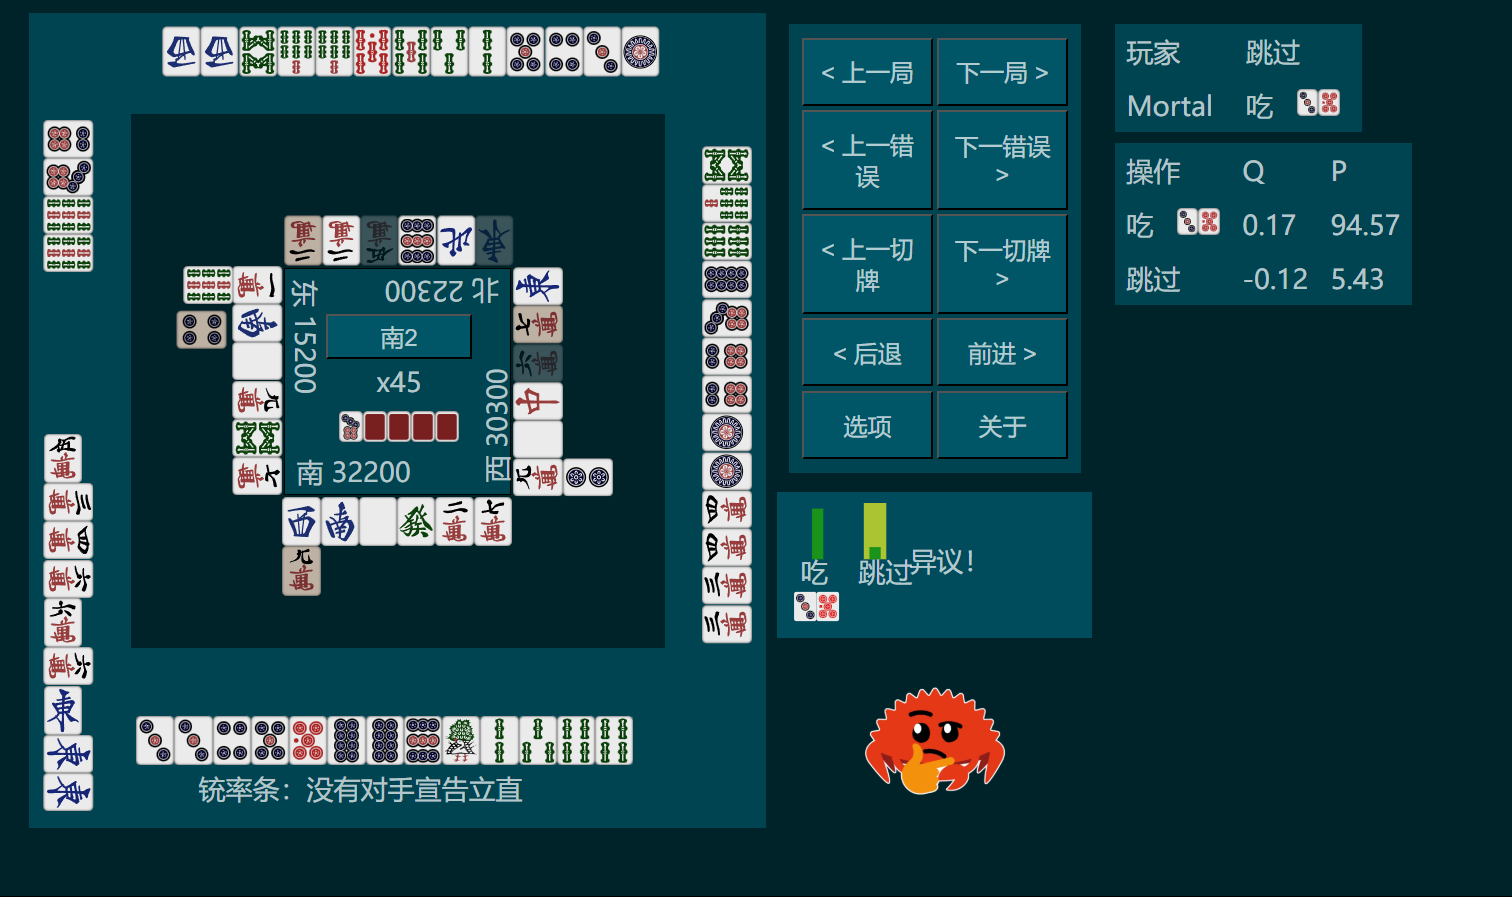 北 22300
东 15200
南2
x45
西 30300
南 32200
铳率条：没有对手宣告立直
< 上一局
下一局 >
< 上一错误
下一错误 >
< 上一切牌
下一切牌 >
< 后退
前进 >
选项
关于
吃
跳过
异议！
玩家 跳过
Mortal 吃
操作 Q P
吃 0.17 94.57
跳过 -0.12 5.43